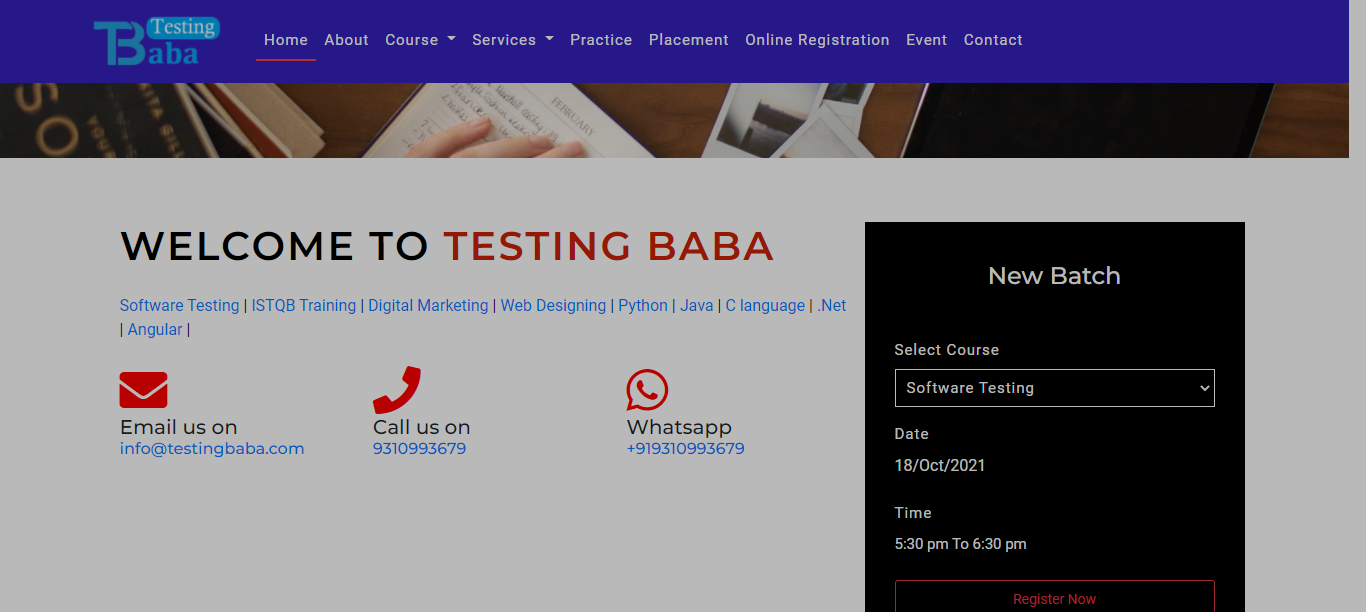 Testing
Baba
Home About Course Services Practice Placement Online Registration Event Contact
SO
YOUR
FEBRUARY
WELCOME TO TESTING BABA
Software Testing | ISTQB Training | Digital Marketing | Web Designing | Python | Java | C language | .Net
| Angular |
Email us on
info@testingbaba.com
Call us on
9310993679
Whatsapp
+919310993679
New Batch
Select Course
Software Testing
Date
18/Oct/2021
Time
5:30 pm To 6:30 pm
Register Now